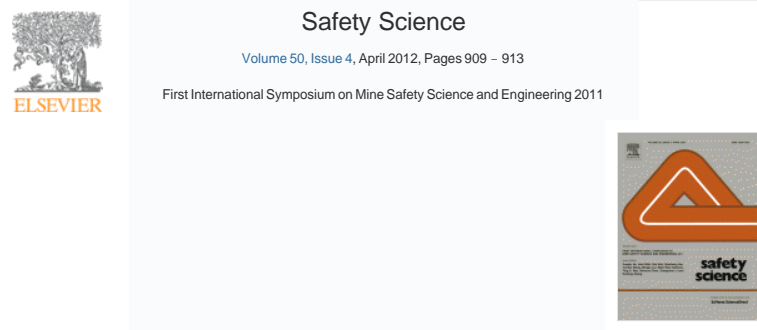 Safety Science
Volume 50, Issue 4, April 2012, Pages 909 – 913
ELSEVIER
First International Symposium on Mine Safety Science and Engineering 2011
safety
science